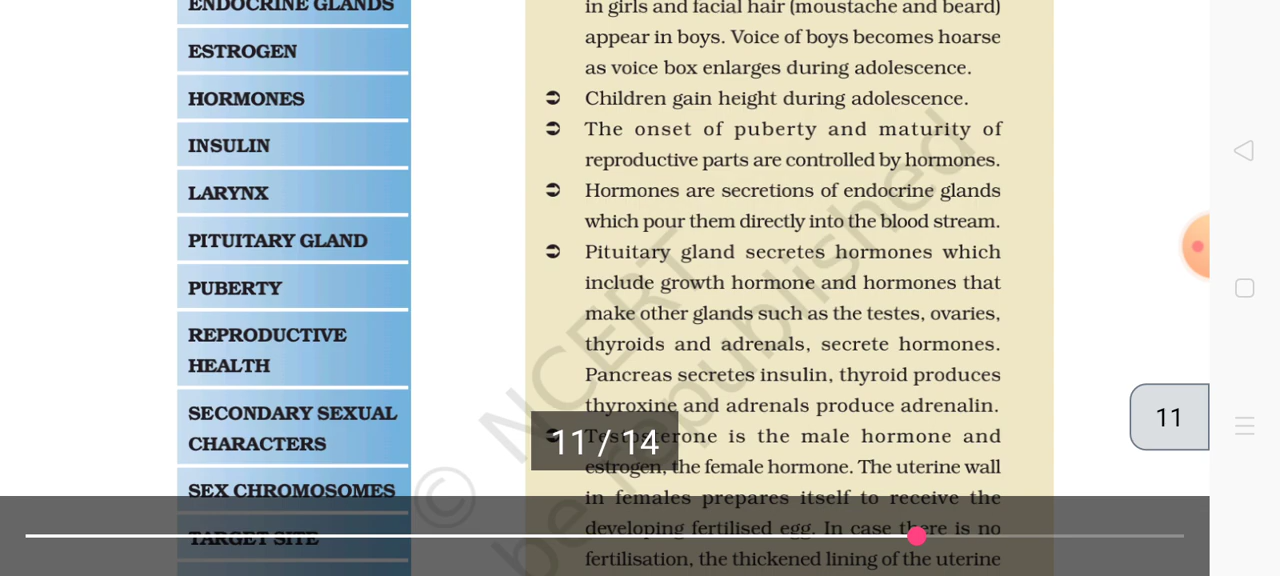 ENDOCRINE GLANDS
ESTROGEN
HORMONES
INSULIN
LARYNX
PITUITARY GLAND
PUBERTY
REPRODUCTIVE
HEALTH
SECONDARY SEXUAL
CHARACTERS
SEX CHROMOSOMES
TARGET SITE
in girls and facial hair (moustache and beard)
appear in boys. Voice of boys becomes hoarse
as voice box enlarges during adolescence.
➲ Children gain height during adolescence.
➲ The onset of puberty and maturity of
reproductive parts are controlled by hormones.
➲ Hormones are secretions of endocrine glands
which pour them directly into the blood stream.
➲ Pituitary gland secretes hormones which
include growth hormone and hormones that
make other glands such as the testes, ovaries,
thyroids and adrenals, secrete hormones.
Pancreas secretes insulin, thyroid produces
thyroxine and adrenals produce adrenalin.
➲ Testosterone is the male hormone and
estrogen, the female hormone. The uterine wall
in females prepares itself to receive the
developing fertilised egg. In case there is no
fertilisation, the thickened lining of the uterine
© NCERT
be republished
11 / 14
11